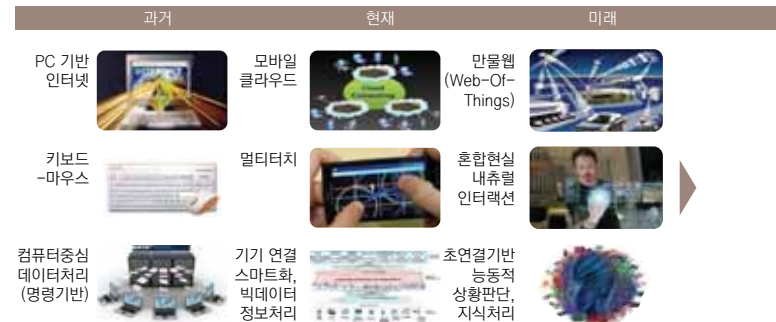 과거 현재 미래
PC 기반
인터넷
모바일
클라우드
만물웹
(Web-Of-
Things)
키보드
-마우스
멀티터치
혼합현실
내츄럴
인터랙션
컴퓨터중심
데이터처리
(명령기반)
기기 연결
스마트화,
빅데이터
정보처리
초연결기반
능동적
상황판단,
지식처리